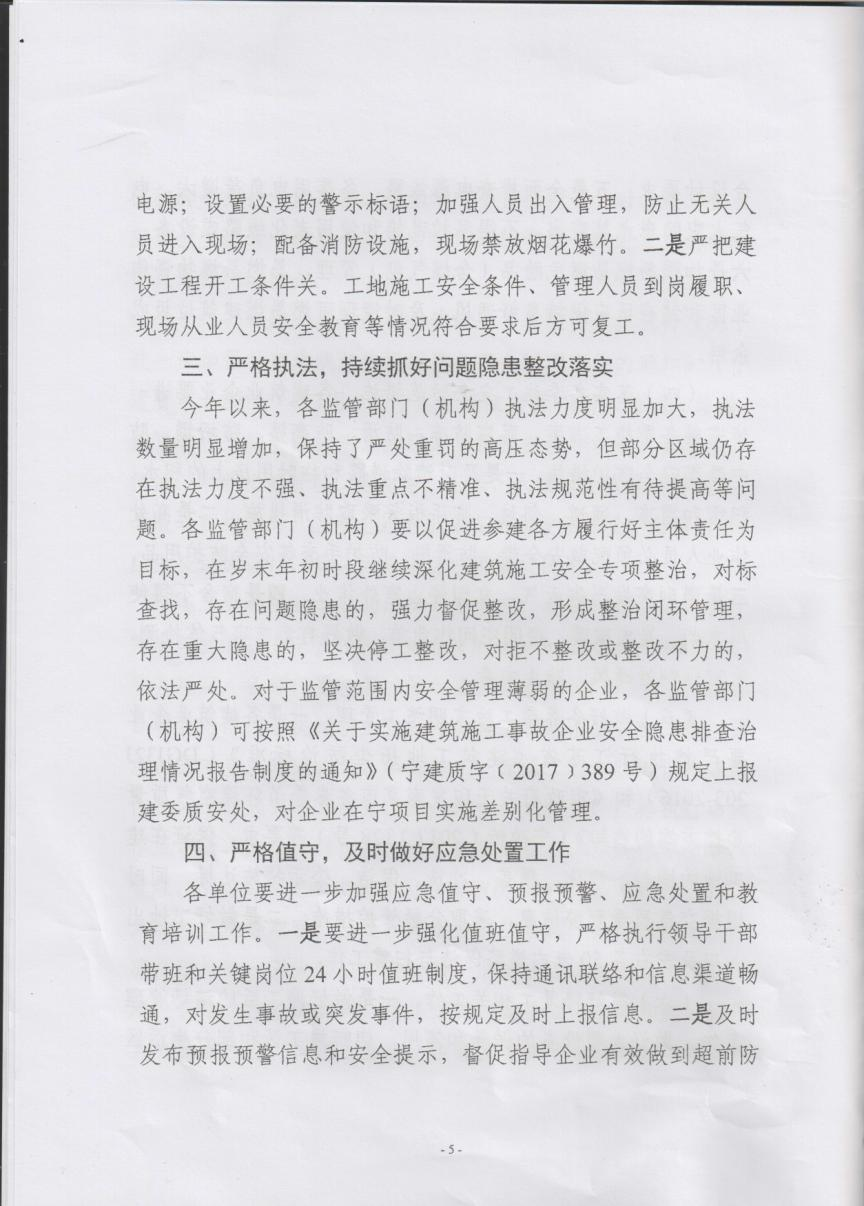 电源；设置必要的警示标语；加强人员出入管理，防止无关人
员进入现场；配备消防设施，现场禁放烟花爆竹。二是严把建
设工程开工条件关。工地施工安全条件、管理人员到岗履职、
现场从业人员安全教育等情况符合要求后方可复工。
三、严格执法，持续抓好问题隐患整改落实
今年以来，各监管部门（机构）执法力度明显加大，执法
数量明显增加，保持了严处重罚的高压态势，但部分区域仍存
在执法力度不强、执法重点不精准、执法规范性有待提高等问
题。各监管部门（机构）要以促进参建各方履行好主体责任为
目标，在岁末年初时段继续深化建筑施工安全专项整治，对标
查找，存在问题隐患的，强力督促整改，形成整治闭环管理，
存在重大隐患的，坚决停工整改，对拒不整改或整改不力的，
依法严处。对于监管范围内安全管理薄弱的企业，各监管部门
（机构）可按照《关于实施建筑施工事故企业安全隐患排查治
理情况报告制度的通知》（宁建质字﹝2017﹞389号）规定上报
建委质安处，对企业在宁项目实施差别化管理。
四、严格值守，及时做好应急处置工作
各单位要进一步加强应急值守、预报预警、应急处置和教
育培训工作。一是要进一步强化值班值守，严格执行领导干部
带班和关键岗位24小时值班制度，保持通讯联络和信息渠道畅
通，对发生事故或突发事件，按规定及时上报信息。二是及时
发布预报预警信息和安全提示，督促指导企业有效做到超前防
- 5 -